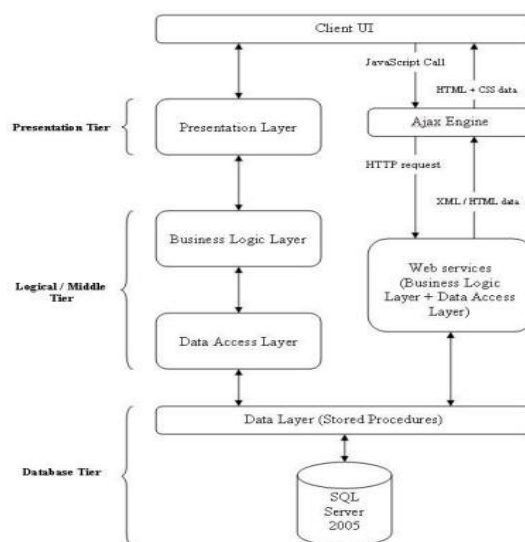 Client UI
JavaScript Call
HTML + CSS data
Presentation Tier
Presentation Layer
Ajax Engine
HTTP request
XML / HTML data
Business Logic Layer
Logical / Middle
Tier
Web services
(Business Logic
Layer + Data Access
Layer)
Data Access Layer
Data Layer (Stored Procedures)
Database Tier
SQL
Server
2005